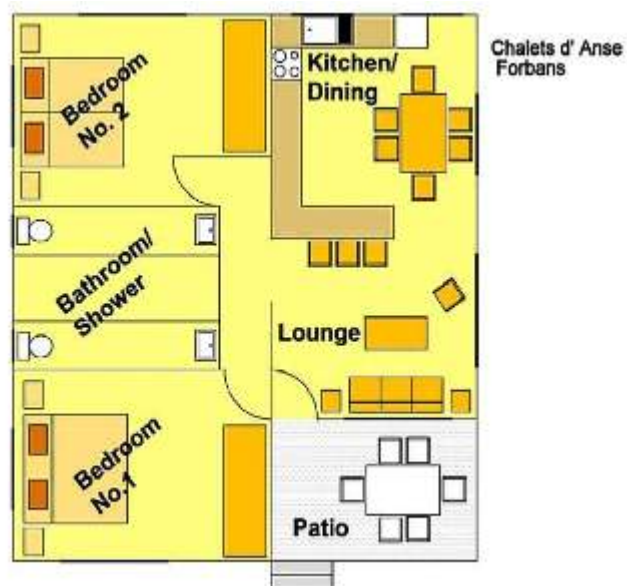 Chalets d' Anse
Forbans
Bedroom
No. 2
Kitchen/
Dining
Bathroom/
Shower
Lounge
Bedroom
No.1
Patio